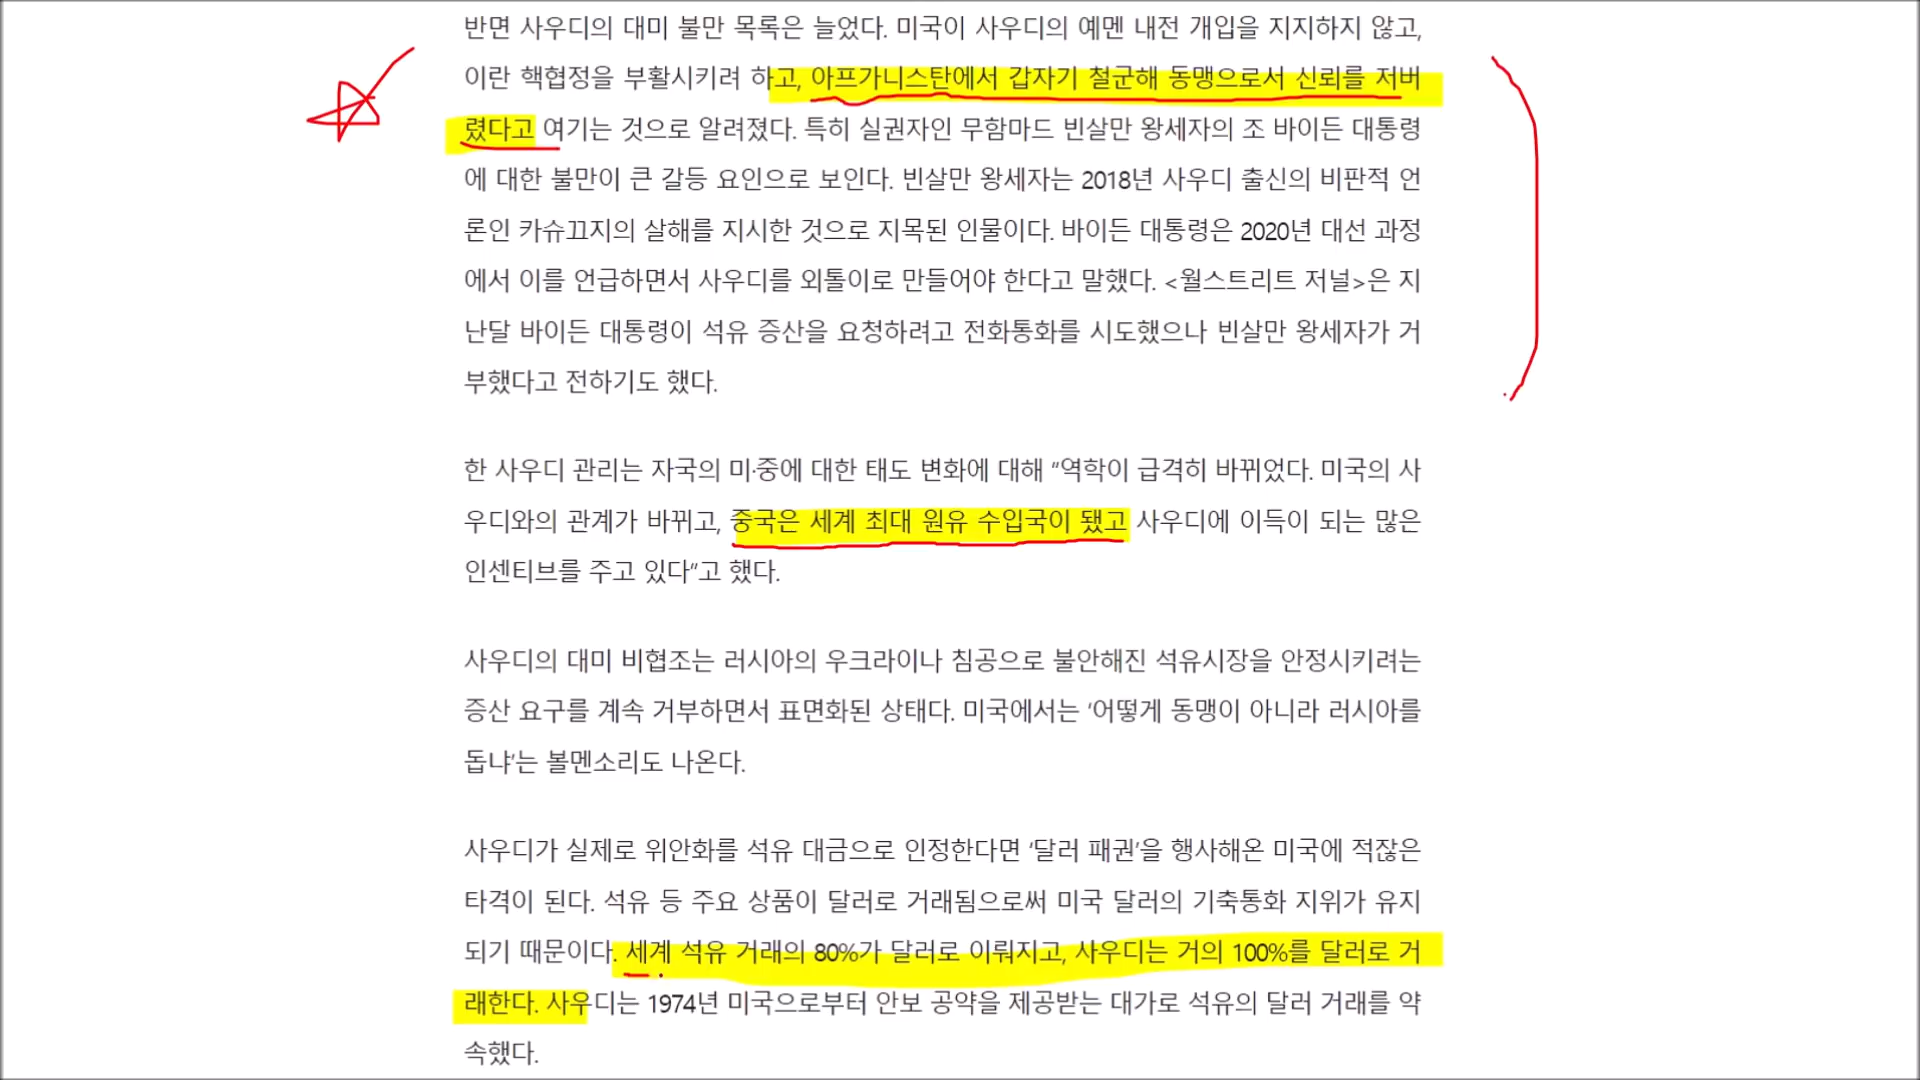 반면 사우디의 대미 불만 목록은 늘었다. 미국이 사우디의 예멘 내전 개입을 지지하지 않고,
이란 핵협정을 부활시키려 하고, 아프가니스탄에서 갑자기 철군해 동맹으로서 신뢰를 저버
렸다고 여기는 것으로 알려졌다. 특히 실권자인 무함마드 빈살만 왕세자의 조 바이든 대통령
에 대한 불만이 큰 갈등 요인으로 보인다. 빈살만 왕세자는 2018년 사우디 출신의 비판적 언
론인 카슈끄지의 살해를 지시한 것으로 지목된 인물이다. 바이든 대통령은 2020년 대선 과정
에서 이를 언급하면서 사우디를 외톨이로 만들어야 한다고 말했다. <월스트리트 저널>은 지
난달 바이든 대통령이 석유 증산을 요청하려고 전화통화를 시도했으나 빈살만 왕세자가 거
부했다고 전하기도 했다.
한 사우디 관리는 자국의 미·중에 대한 태도 변화에 대해 “역학이 급격히 바뀌었다. 미국의 사
우디와의 관계가 바뀌고, 중국은 세계 최대 원유 수입국이 됐고 사우디에 이득이 되는 많은
인센티브를 주고 있다”고 했다.
사우디의 대미 비협조는 러시아의 우크라이나 침공으로 불안해진 석유시장을 안정시키려는
증산 요구를 계속 거부하면서 표면화된 상태다. 미국에서는 ‘어떻게 동맹이 아니라 러시아를
돕냐’는 볼멘소리도 나온다.
사우디가 실제로 위안화를 석유 대금으로 인정한다면 ‘달러 패권’을 행사해온 미국에 적잖은
타격이 된다. 석유 등 주요 상품이 달러로 거래됨으로써 미국 달러의 기축통화 지위가 유지
되기 때문이다. 세계 석유 거래의 80%가 달러로 이뤄지고, 사우디는 거의 100%를 달러로 거
래한다. 사우디는 1974년 미국으로부터 안보 공약을 제공받는 대가로 석유의 달러 거래를 약
속했다.